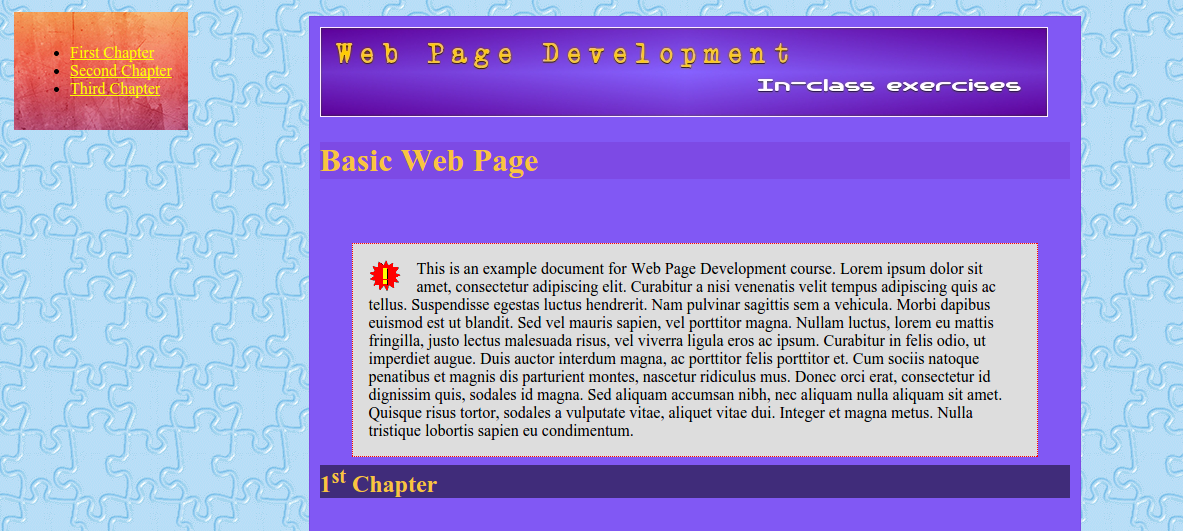 First Chapter
Second Chapter
Third Chapter
Web Page Development
In-class exercises
Basic Web Page
This is an example document for Web Page Development course. Lorem ipsum dolor sit
amet, consectetur adipiscing elit. Curabitur a nisi venenatis velit tempus adipiscing quis ac
tellus. Suspendisse egestas luctus hendrerit. Nam pulvinar sagittis sem a vehicula. Morbi dapibus
euismod est ut blandit. Sed vel mauris sapien, vel porttitor magna. Nullam luctus, lorem eu mattis
fringilla, justo lectus malesuada risus, vel viverra ligula eros ac ipsum. Curabitur in felis odio, ut
imperdiet augue. Duis auctor interdum magna, ac porttitor felis porttitor et. Cum sociis natoque
penatibus et magnis dis parturient montes, nascetur ridiculus mus. Donec orci erat, consectetur id
dignissim quis, sodales id magna. Sed aliquam accumsan nibh, nec aliquam nulla aliquam sit amet.
Quisque risus tortor, sodales a vulputate vitae, aliquet vitae dui. Integer et magna metus. Nulla
tristique lobortis sapien eu condimentum.
1st Chapter